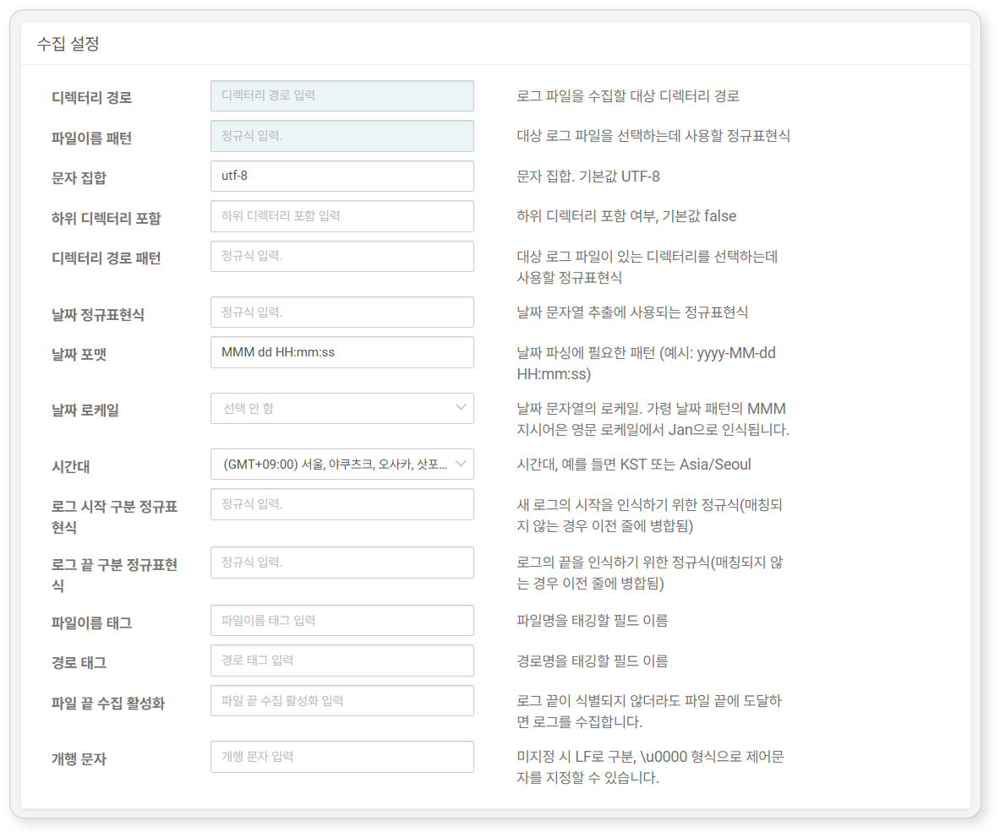 수집 설정
디렉터리 경로
디렉터리 경로 입력
로그 파일을 수집할 대상 디렉터리 경로
파일이름 패턴
정규식 입력.
대상 로그 파일을 선택하는데 사용할 정규표현식
문자 집합
utf-8
문자 집합. 기본값 UTF-8
하위 디렉터리 포함
하위 디렉터리 포함 입력
하위 디렉터리 포함 여부, 기본값 false
디렉터리 경로 패턴
정규식 입력.
대상 로그 파일이 있는 디렉터리를 선택하는데
사용할 정규표현식
날짜 정규표현식
정규식 입력.
날짜 문자열 추출에 사용되는 정규표현식
날짜 포맷
MMM dd HH:mm:ss
날짜 파싱에 필요한 패턴 (예시: yyyy-MM-dd
HH:mm:ss)
날짜 로케일
선택 안 함
날짜 문자열의 로케일. 가령 날짜 패턴의 MMM
지시어은 영문 로케일에서 Jan으로 인식됩니다.
시간대
(GMT+09:00) 서울, 야쿠츠크, 오사카, 삿포...
시간대, 예를 들면 KST 또는 Asia/Seoul
로그 시작 구분 정규표
현식
정규식 입력.
새 로그의 시작을 인식하기 위한 정규식(매칭되
지 않는 경우 이전 줄에 병합됨)
로그 끝 구분 정규표현
식
정규식 입력.
로그의 끝을 인식하기 위한 정규식(매칭되지 않
는 경우 이전 줄에 병합됨)
파일이름 태그
파일이름 태그 입력
파일명을 태깅할 필드 이름
경로 태그
경로 태그 입력
경로명을 태깅할 필드 이름
파일 끝 수집 활성화
파일 끝 수집 활성화 입력
로그 끝이 식별되지 않더라도 파일 끝에 도달하
면 로그를 수집합니다.
개행 문자
개행 문자 입력
미지정 시 LF로 구분, \u0000 형식으로 제어문
자를 지정할 수 있습니다.